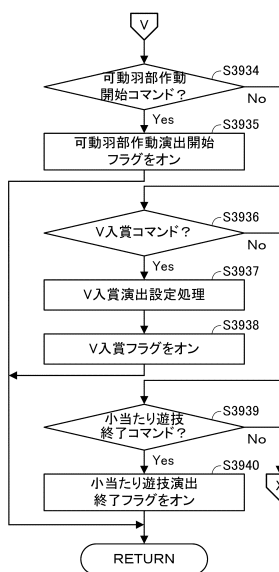 V
可動羽部作動
開始コマンド?
S3934
No
Yes
S3935
可動羽部作動演出開始
フラグをオン
S3936
V入賞コマンド?
No
Yes
S3937
V入賞演出設定処理
S3938
V入賞フラグをオン
S3939
小当たり遊技
終了コマンド?
No
Yes
S3940
小当たり遊技演出
終了フラグをオン
RETURN